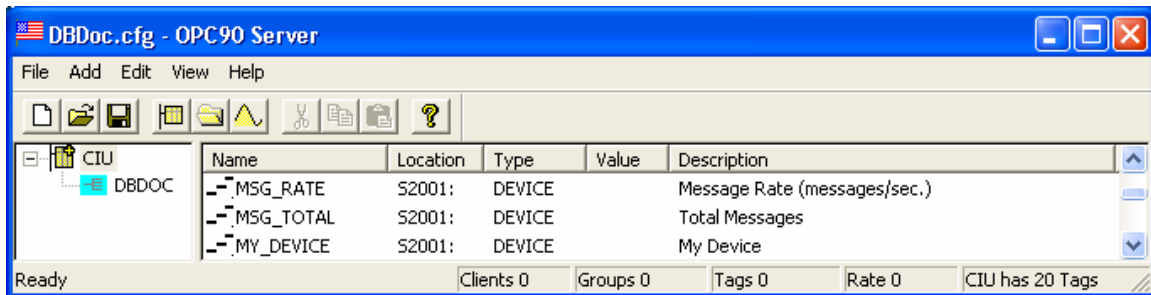 DBDoc.cfg - OPC90 Server
File Add Edit View Help
CIU
DBDOC
Name Location Type Value Description
MSG_RATE S2001: DEVICE Message Rate (messages/sec.)
MSG_TOTAL S2001: DEVICE Total Messages
MY_DEVICE S2001: DEVICE My Device
Ready Clients 0 Groups 0 Tags 0 Rate 0 CIU has 20 Tags